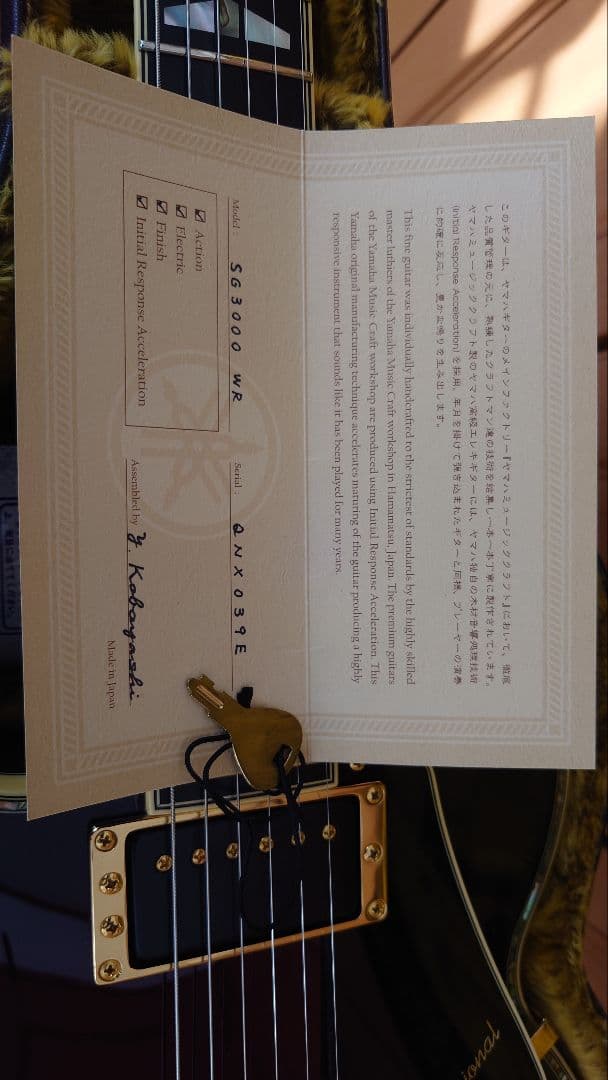 このギターは、ヤマハギターのメインファクトリー『ヤマハミュージッククラフト』において、徹底
した品質管理の元に、熟練したクラフトマン達の技術を結集し一本一本丁寧に製作されています。
ヤマハミュージッククラフト製のヤマハ高級エレキギターには、ヤマハ独自の木材音響処理技術
(Initial Response Acceleration) を採用、年月を掛けて弾き込まれたギターと同様、プレーヤーの演奏
に的確に反応し、豊かな鳴りを生み出します。
This fine guitar was individually handcrafted to the strictest of standards by the highly skilled
master luthiers of the Yamaha Music Craft workshop in Hamamatsu, Japan. The premium guitars
of the Yamaha Music Craft workshop are produced using Initial Response Acceleration. This
Yamaha original manufacturing technique accelerates maturing of the guitar producing a highly
responsive instrument that sounds like it has been played for many years.
Model : SG3000 WR Serial : QNX039E
Action
Electric
Finish
Initial Response Acceleration
Assembled by Y. Kobayashi
Made in Japan